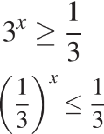 3^x ≥ 1/3
(1/3)^x ≤ 1/3